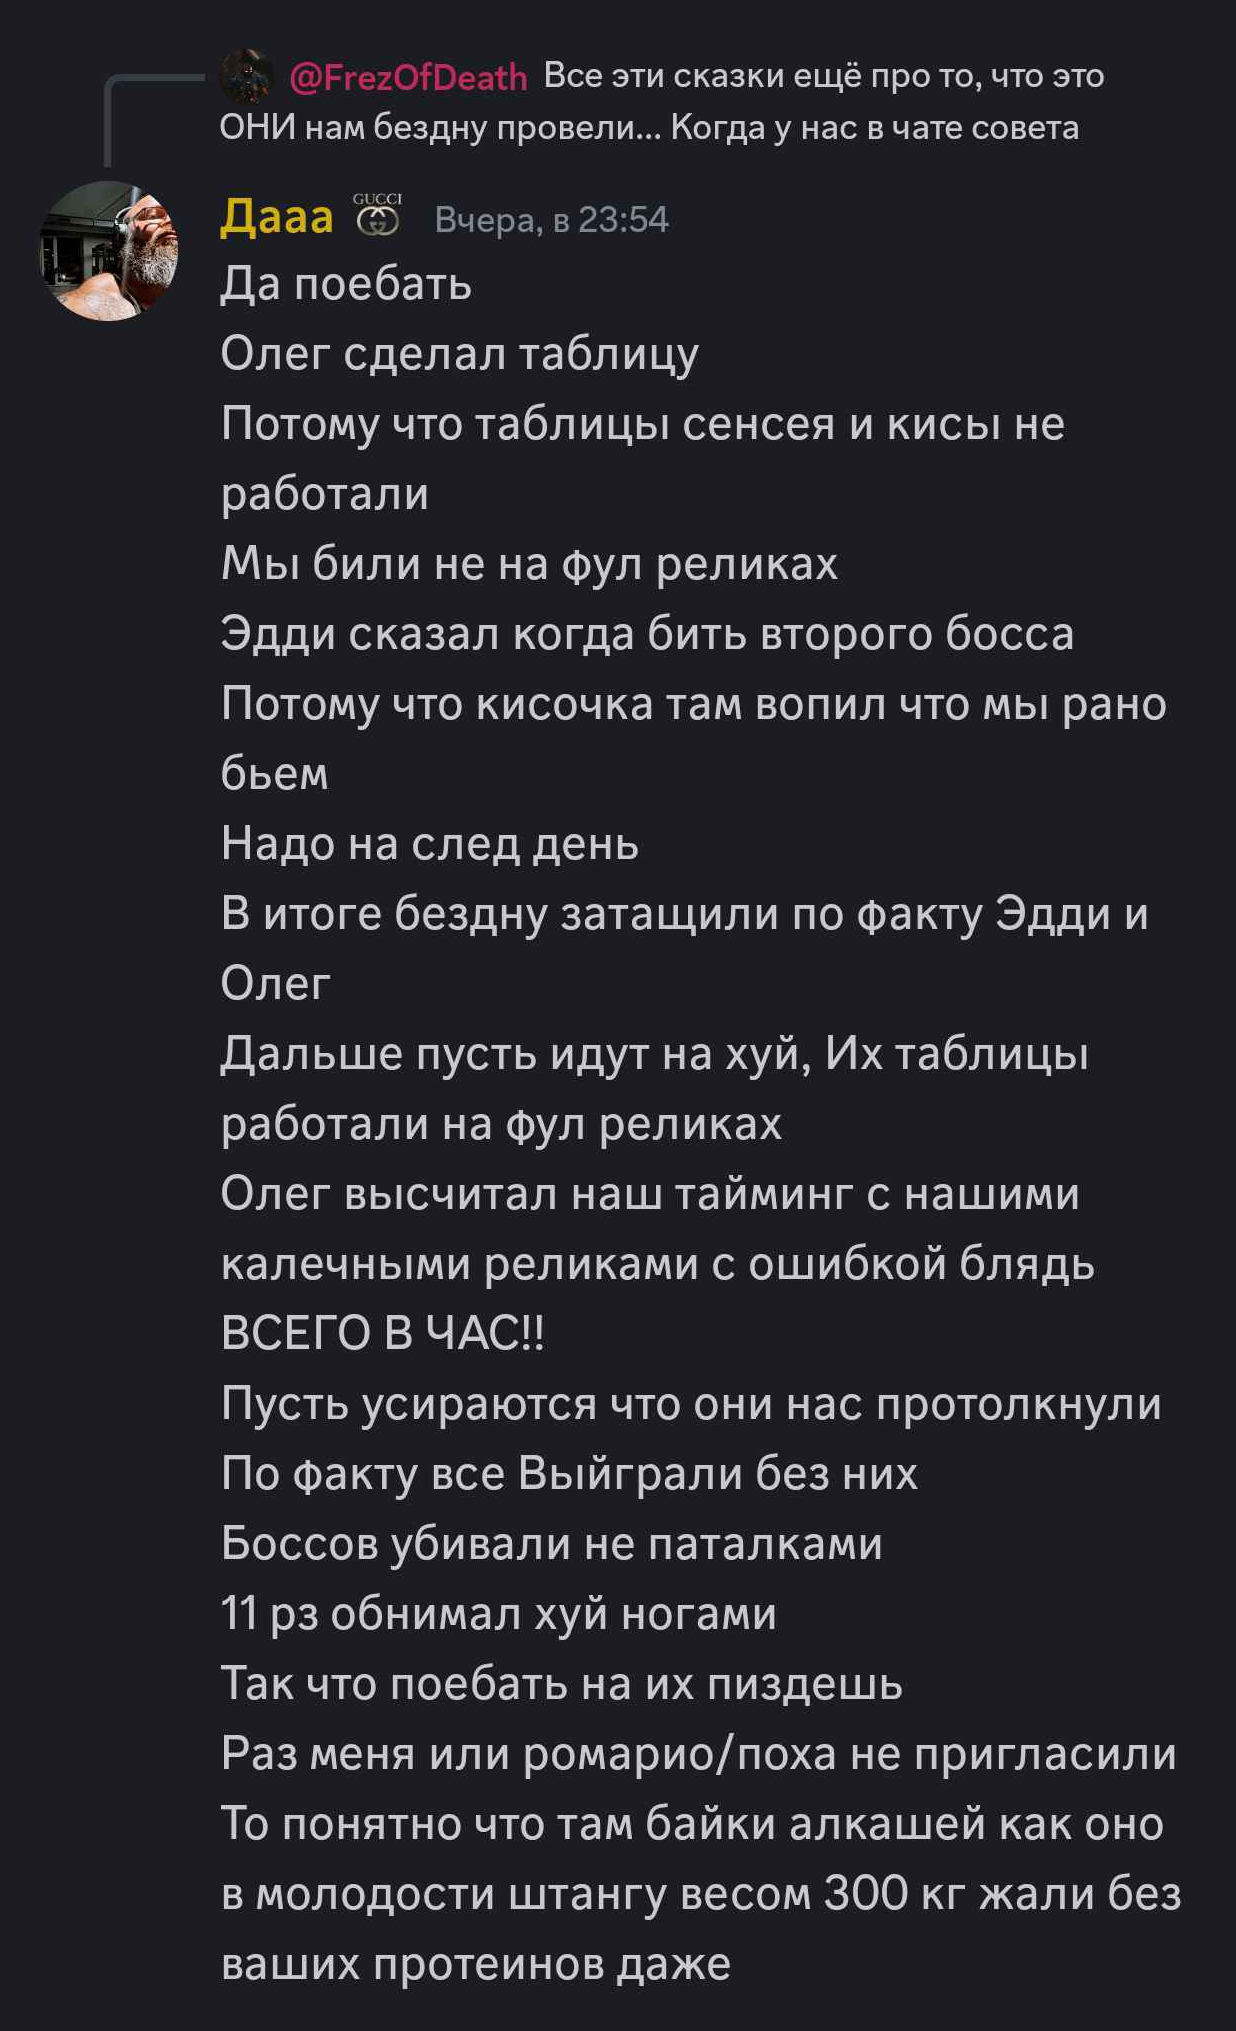 @FrezOfDeath Все эти сказки ещё про то, что это
ОНИ нам бездну провели... Когда у нас в чате совета
Дааа GUCCI Вчера, в 23:54
Да поебать
Олег сделал таблицу
Потому что таблицы сенсея и кисы не
работали
Мы били не на фул реликах
Эдди сказал когда бить второго босса
Потому что кисочка там вопил что мы рано
бьем
Надо на след день
В итоге бездну затащили по факту Эдди и
Олег
Дальше пусть идут на хуй, Их таблицы
работали на фул реликах
Олег высчитал наш тайминг с нашими
калечными реликами с ошибкой блядь
ВСЕГО В ЧАС!!
Пусть усираются что они нас протолкнули
По факту все Выйграли без них
Боссов убивали не паталками
11 рз обнимал хуй ногами
Так что поебать на их пиздешь
Раз меня или ромарио/поха не пригласили
То понятно что там байки алкашей как оно
в молодости штангу весом 300 кг жали без
ваших протеинов даже